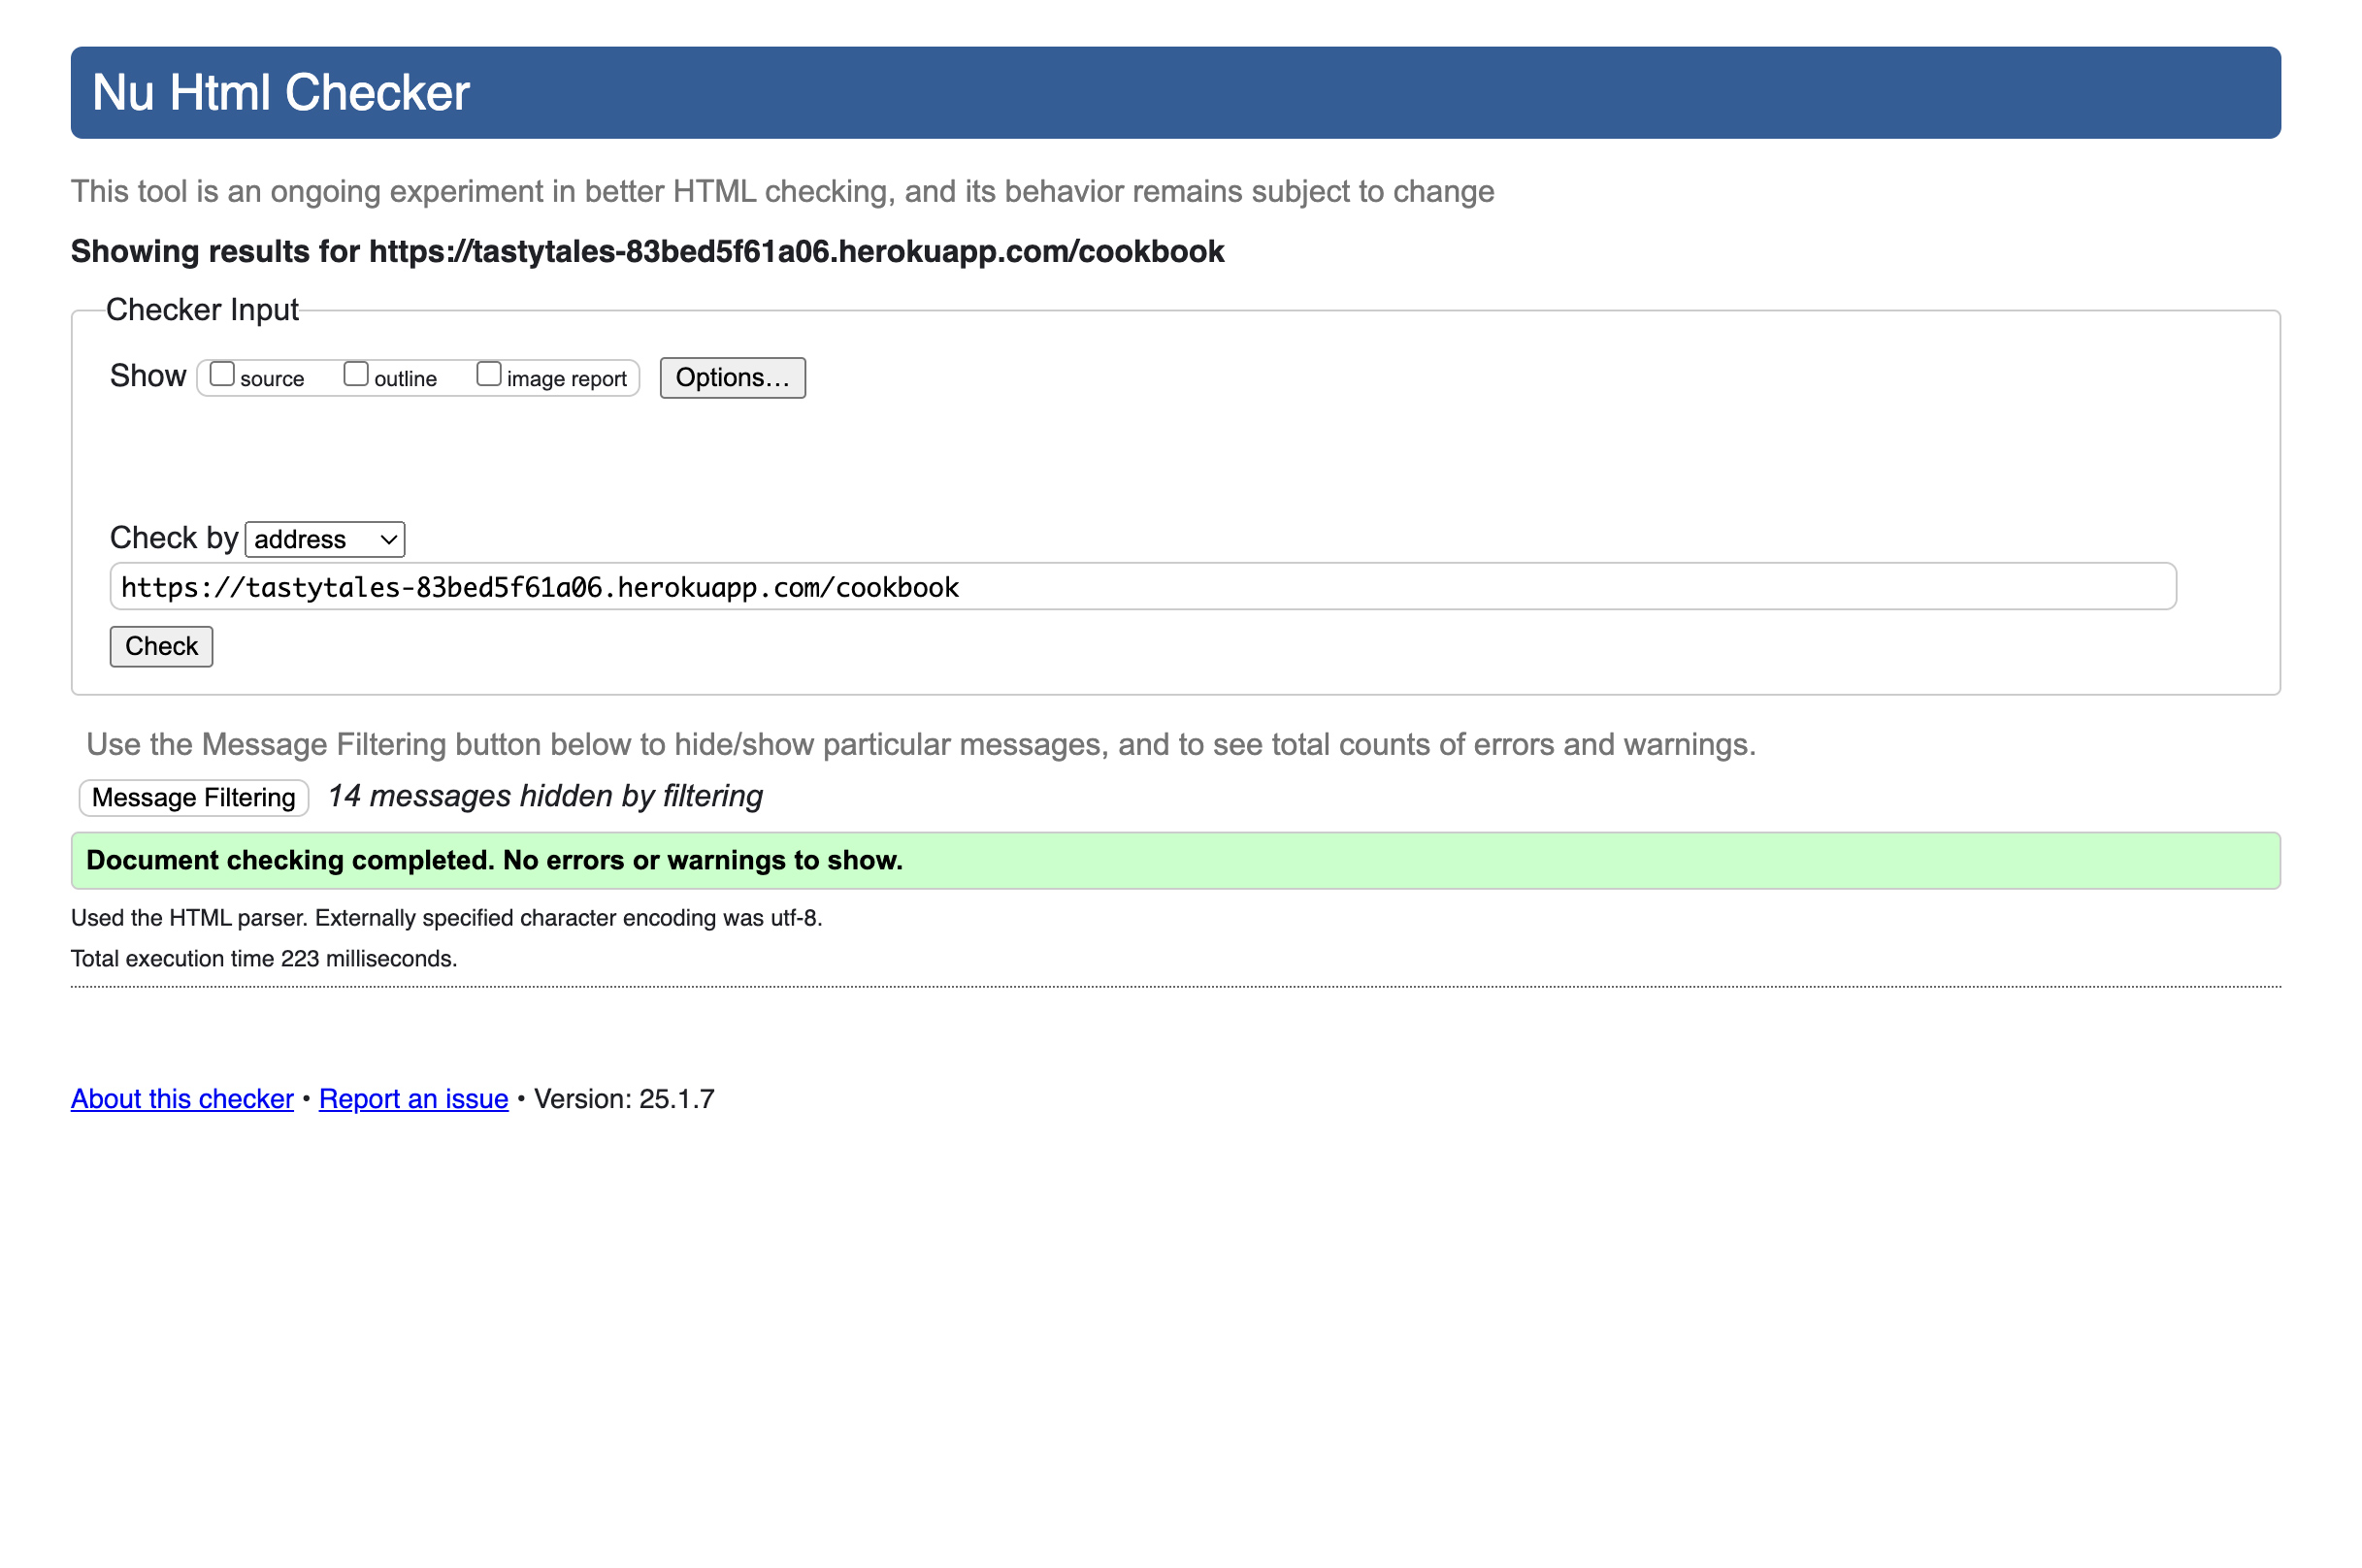 Nu Html Checker
This tool is an ongoing experiment in better HTML checking, and its behavior remains subject to change
Showing results for https://tastytales-83bed5f61a06.herokuapp.com/cookbook
Checker Input
Show source outline image report Options…
Check by address
https://tastytales-83bed5f61a06.herokuapp.com/cookbook
Check
Use the Message Filtering button below to hide/show particular messages, and to see total counts of errors and warnings.
Message Filtering 14 messages hidden by filtering
Document checking completed. No errors or warnings to show.
Used the HTML parser. Externally specified character encoding was utf-8.
Total execution time 223 milliseconds.
About this checker • Report an issue • Version: 25.1.7